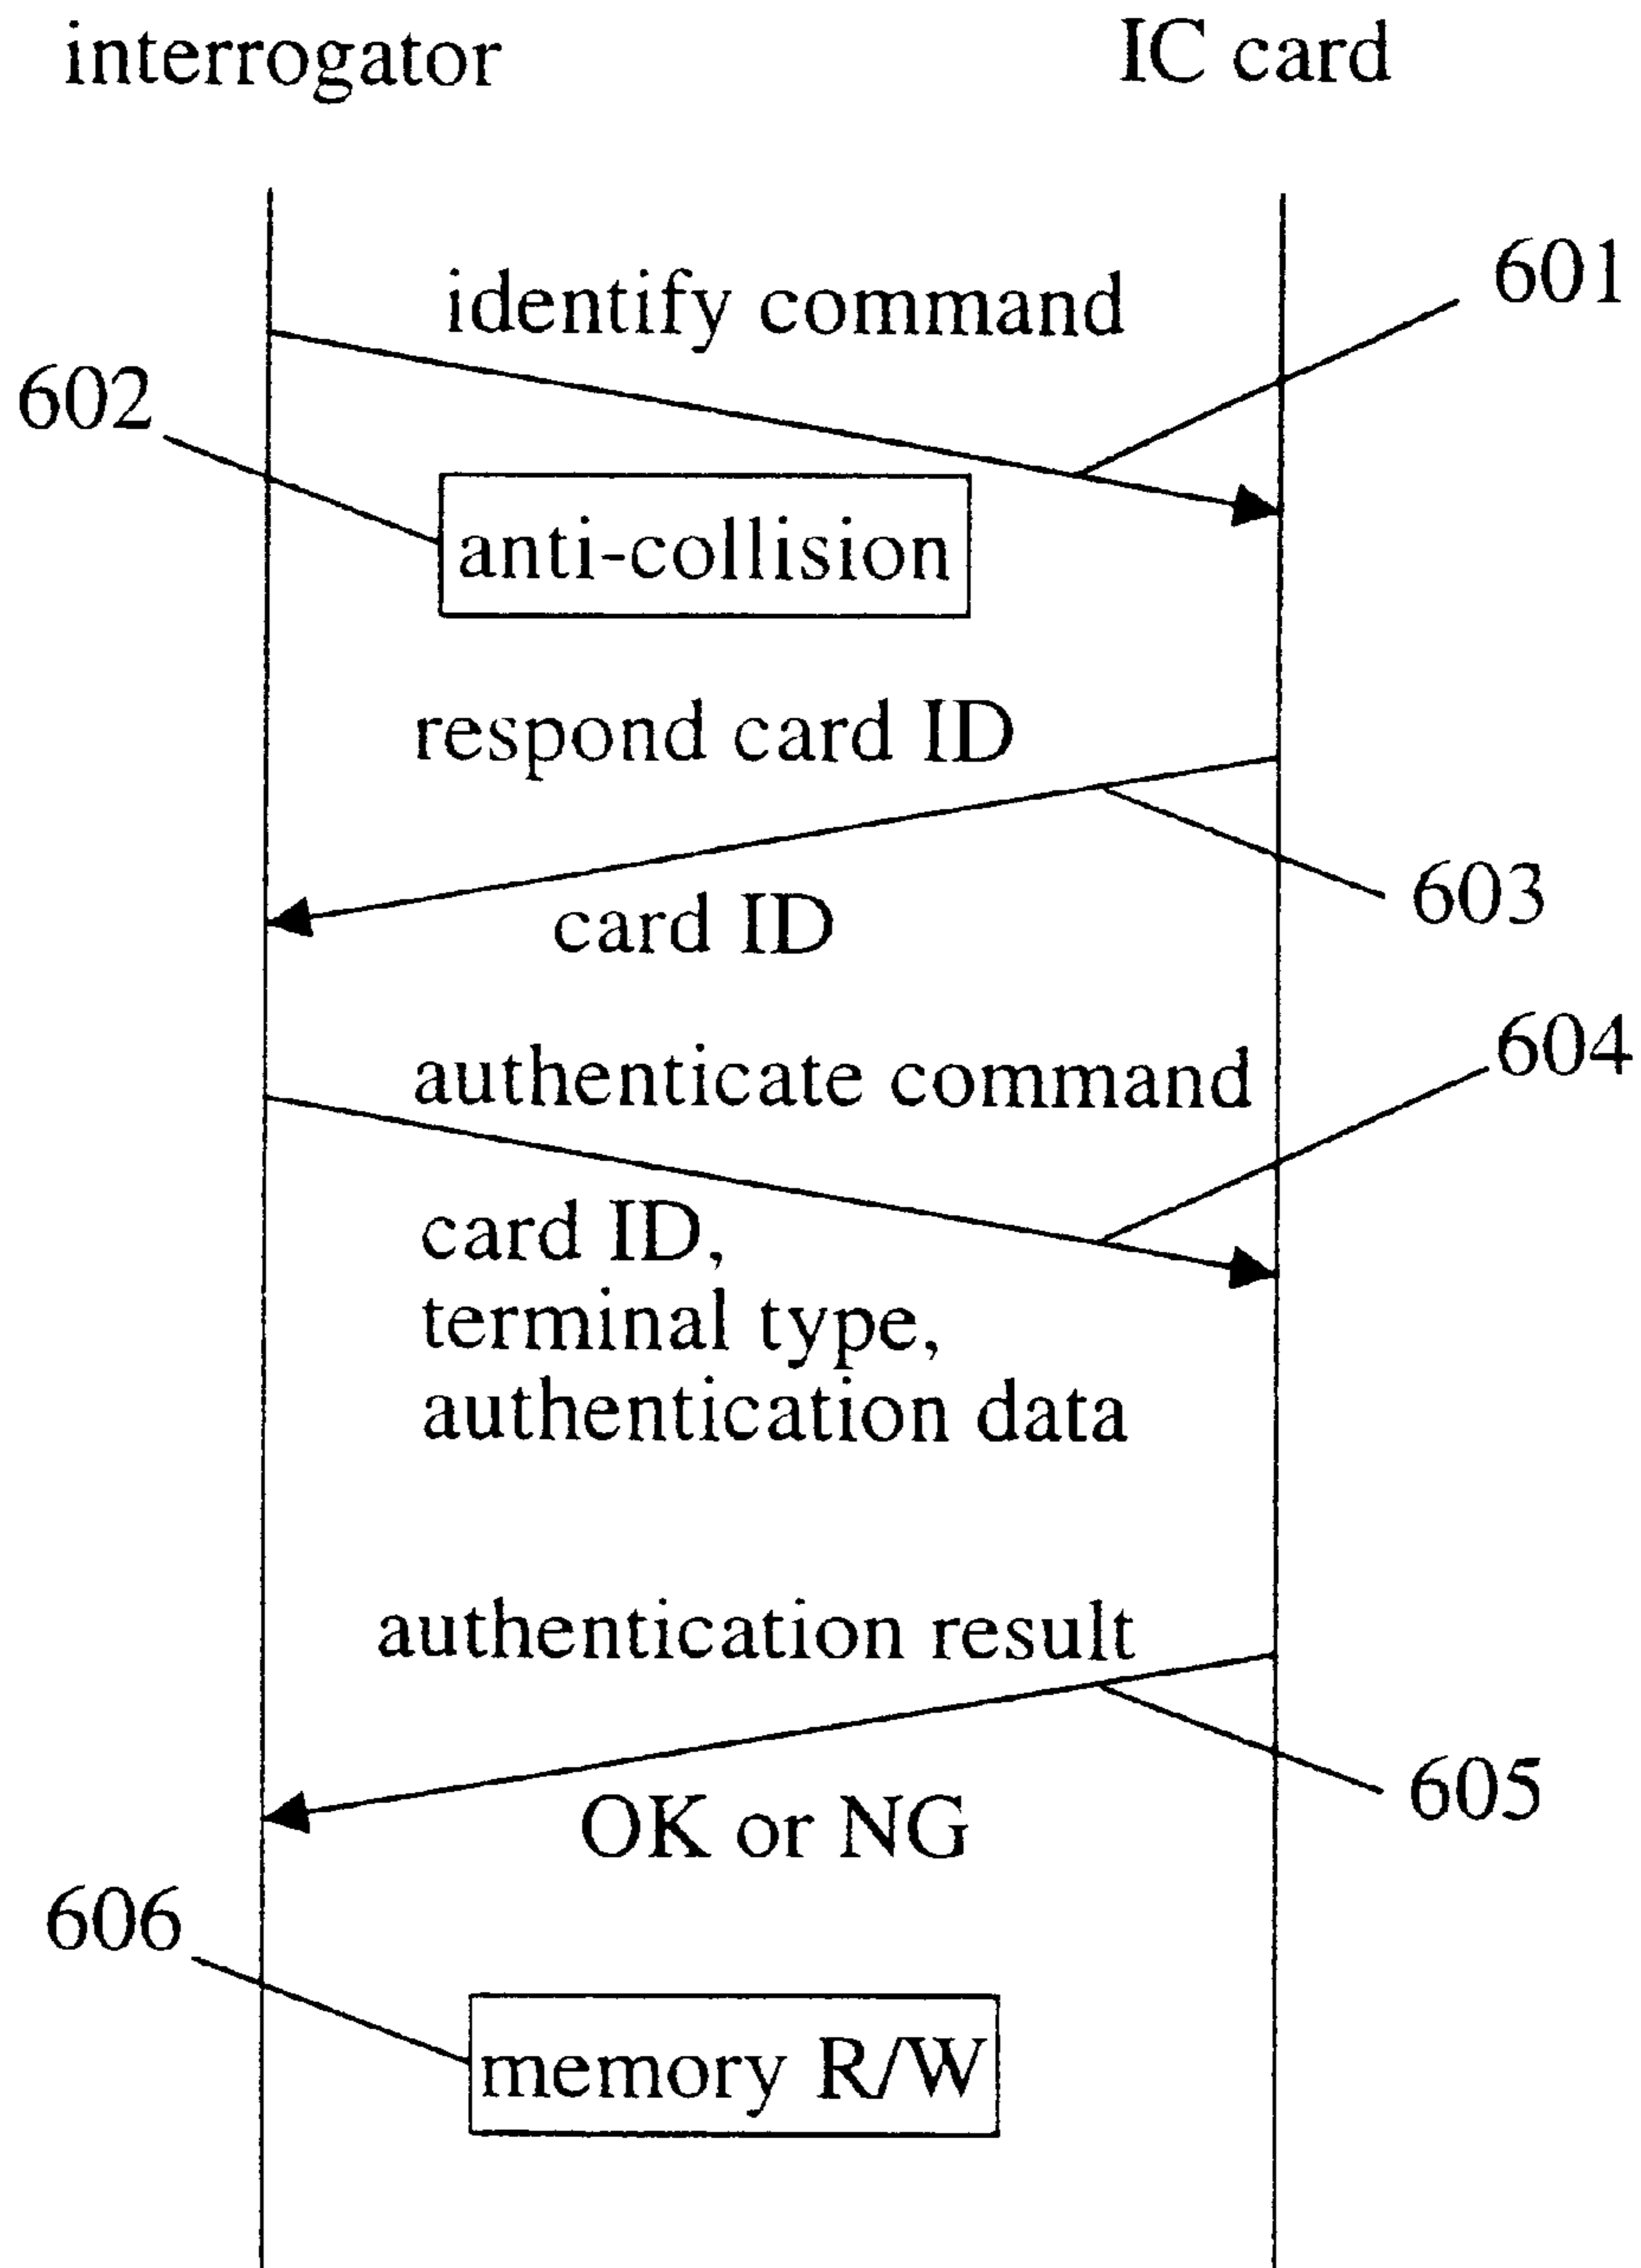 interrogator
IC card
identify command
601
602
anti-collision
respond card ID
603
card ID
authenticate command
604
card ID,
terminal type,
authentication data
authentication result
605
OK or NG
606
memory R/W